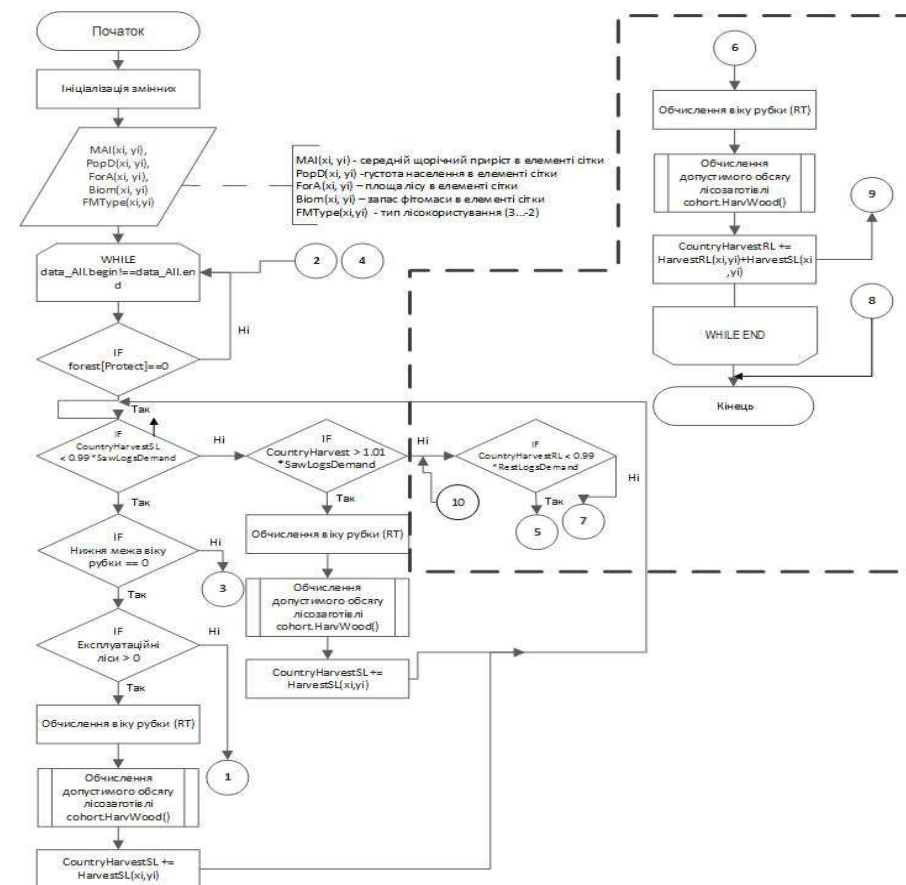 Початок
Ініціалізація змінних
MAI(xi, yi),
PopD(xi, yi),
ForA(xi, yi),
Biom(xi, yi)
FMType(xi,yi)
MAI(xi, yi) - середній щорічний приріст в елементі сітки
PopD(xi, yi) -густота населення в елементі сітки
ForA(xi, yi) – площа лісу в елементі сітки
Biom(xi, yi) – запас фітомаси в елементі сітки
FMType(xi,yi) - тип лісокористування (3...-2)
WHILE
data_All.begin!==data_All.en
d
2
4
Ні
IF
forest[Protect]==0
Так
IF
CountryHarvestSL
< 0.99 *SawLogsDemand
Ні
IF
CountryHarvest > 1.01
*SawLogsDemand
Ні
IF
CountryHarvestRL < 0.99
*RestLogsDemand
Ні
Так
5
7
10
Так
Так
IF
Нижня межа віку
рубки == 0
Ні
3
Обчислення віку рубки (RT)
Обчислення
допустимого обсягу
лісозаготівлі
cohort.HarvWood()
CountryHarvestSL +=
HarvestSL(xi,yi)
Так
IF
Експлуатаційні
ліси > 0
Ні
Так
1
Обчислення віку рубки (RT)
Обчислення
допустимого обсягу
лісозаготівлі
cohort.HarvWood()
CountryHarvestSL +=
HarvestSL(xi,yi)
6
Обчислення віку рубки (RT)
Обчислення
допустимого обсягу
лісозаготівлі
cohort.HarvWood()
9
CountryHarvestRL +=
HarvestRL(xi,yi)+HarvestSL(xi
,yi)
8
WHILE END
Кінець